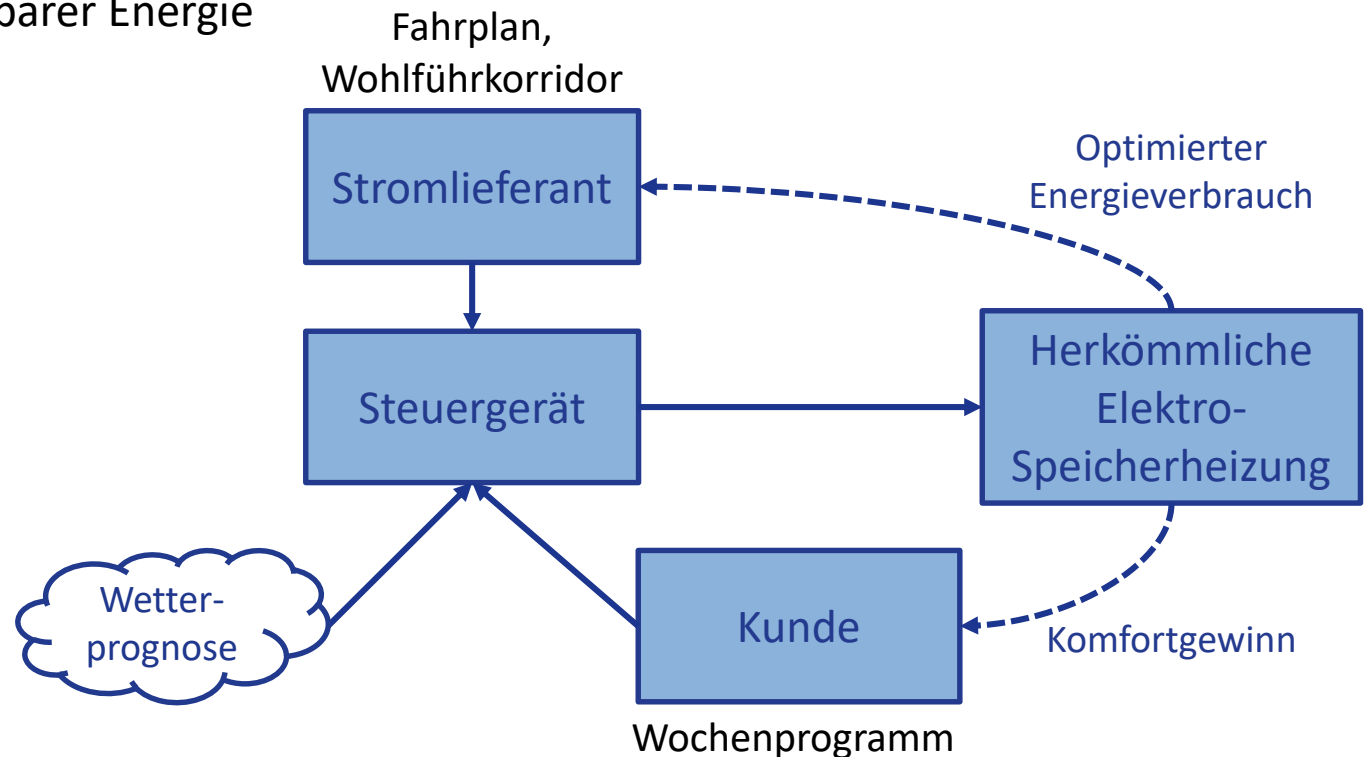 barer Energie
Fahrplan,
Wohlführkorridor
Stromlieferant
Optimierter
Energieverbrauch
Steuergerät
Herkömmliche
Elektro-
Speicherheizung
Wetter-
prognose
Kunde
Komfortgewinn
Wochenprogramm